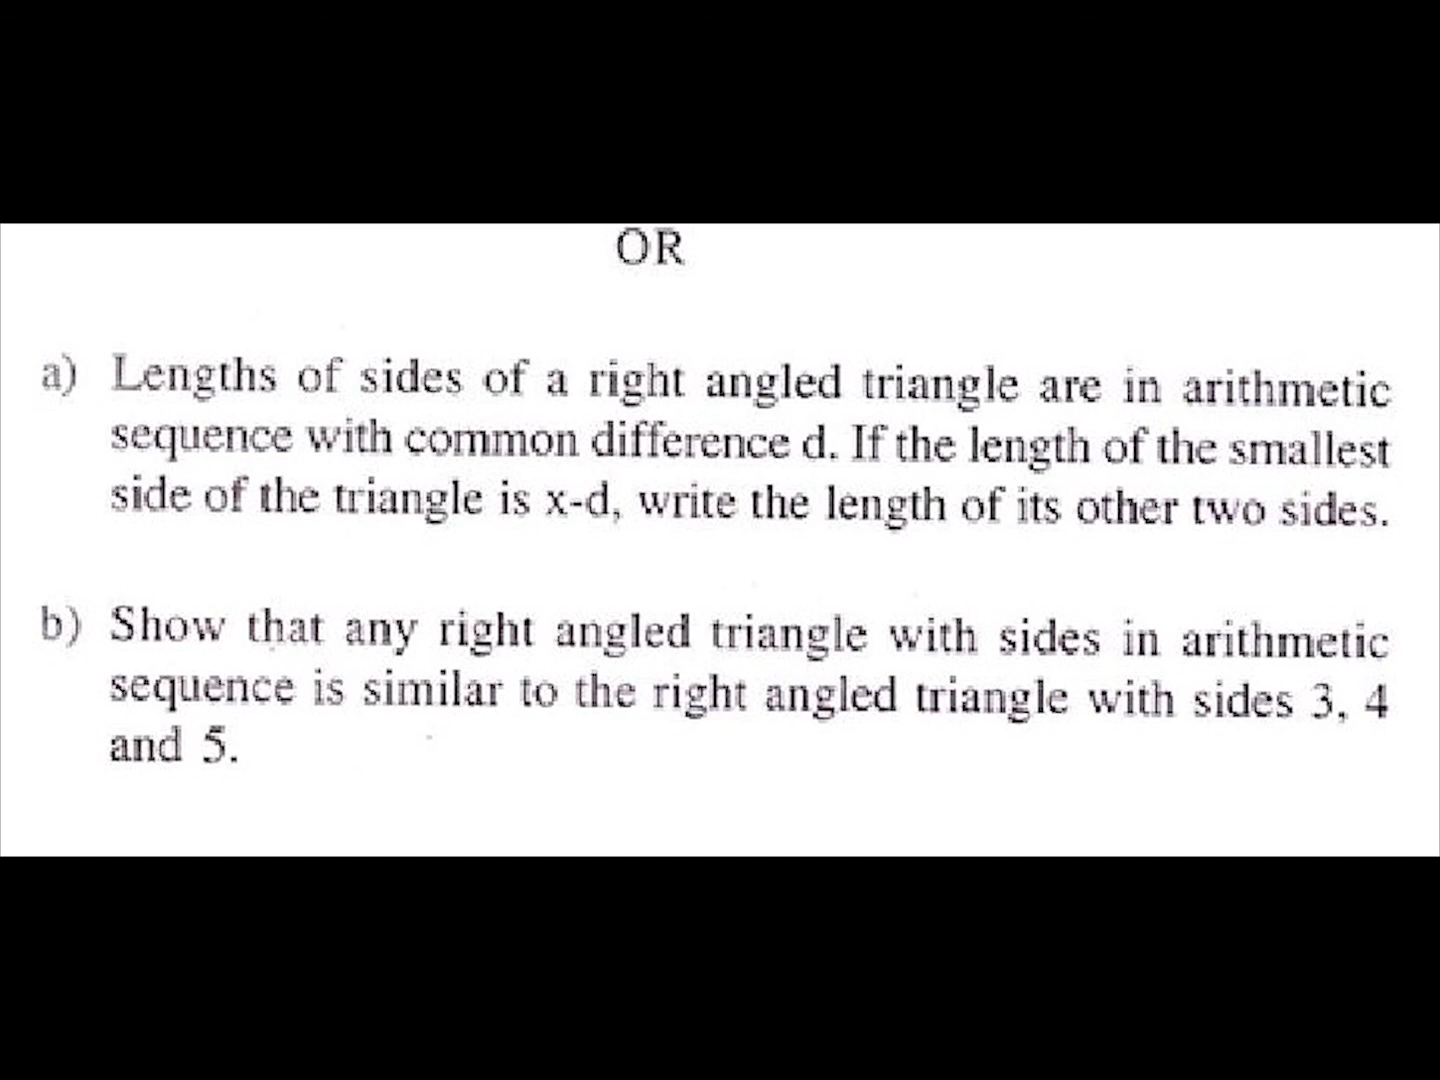 OR
a) Lengths of sides of a right angled triangle are in arithmetic
sequence with common difference d. If the length of the smallest
side of the triangle is x-d, write the length of its other two sides.
b) Show that any right angled triangle with sides in arithmetic
sequence is similar to the right angled triangle with sides 3, 4
and 5.